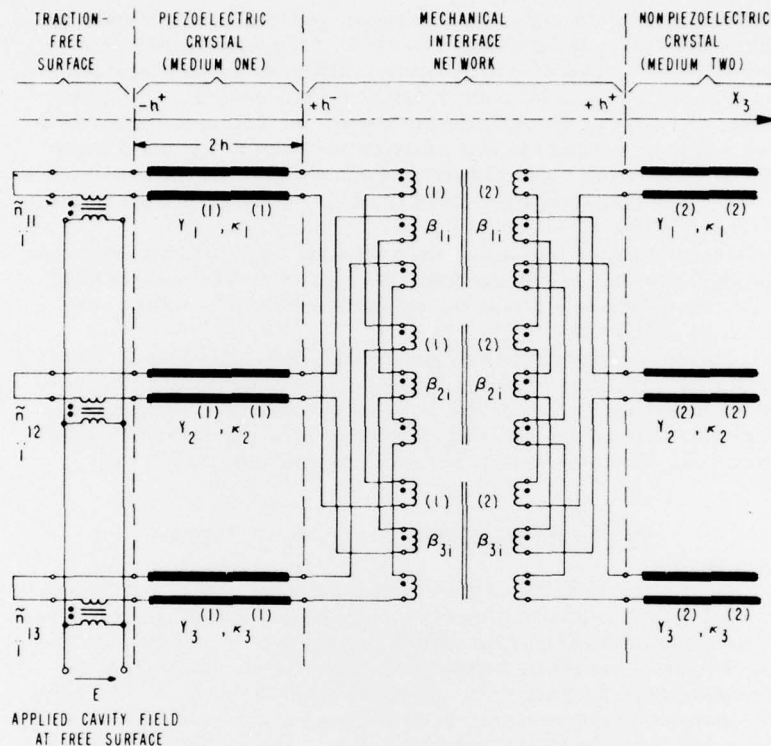 TRACTION-
FREE
SURFACE
PIEZOELECTRIC
CRYSTAL
(MEDIUM ONE)
MECHANICAL
INTERFACE
NETWORK
NONPIEZOELECTRIC
CRYSTAL
(MEDIUM TWO)
-h⁺
+h⁻
+h⁺
X₃
2h
ñ 11 i
Y₁⁽¹⁾, κ₁⁽¹⁾
(1)
β₁ᵢ
(2)
β₁ᵢ
Y₁⁽²⁾, κ₁⁽²⁾
ñ 12 i
Y₂⁽¹⁾, κ₂⁽¹⁾
(1)
β₂ᵢ
(2)
β₂ᵢ
Y₂⁽²⁾, κ₂⁽²⁾
ñ 13 i
Y₃⁽¹⁾, κ₃⁽¹⁾
(1)
β₃ᵢ
(2)
β₃ᵢ
Y₃⁽²⁾, κ₃⁽²⁾
E
APPLIED CAVITY FIELD
AT FREE SURFACE